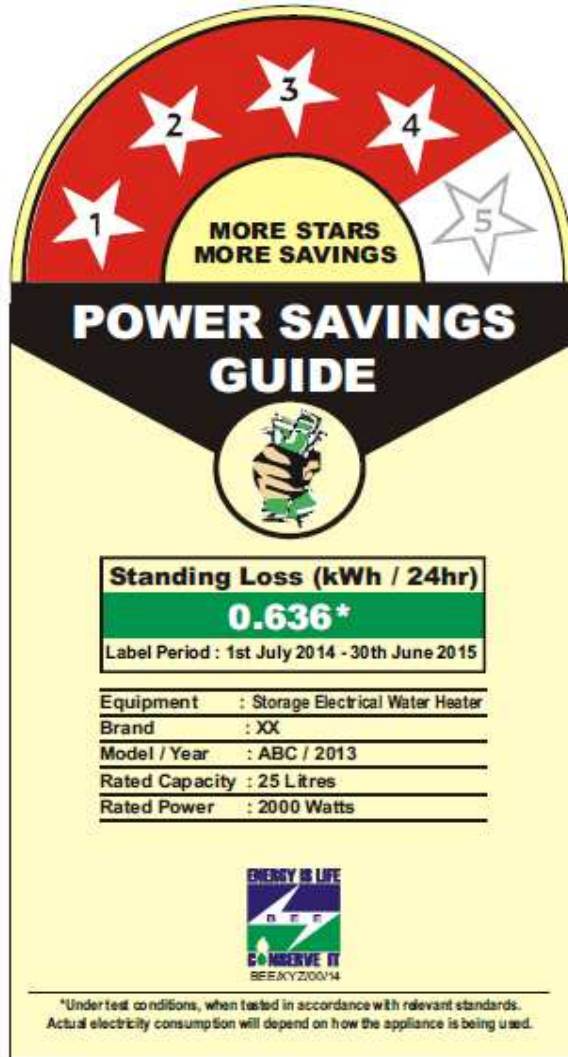 1
2
3
4
5
MORE STARS
MORE SAVINGS
POWER SAVINGS
GUIDE
Standing Loss (kWh / 24hr)
0.636*
Label Period : 1st July 2014 - 30th June 2015
Equipment : Storage Electrical Water Heater
Brand : XX
Model / Year : ABC / 2013
Rated Capacity : 25 Litres
Rated Power : 2000 Watts
ENERGY IS LIFE
BEE
CONSERVE IT
BEE/XYZ/00/14
*Under test conditions, when tested in accordance with relevant standards.
Actual electricity consumption will depend on how the appliance is being used.